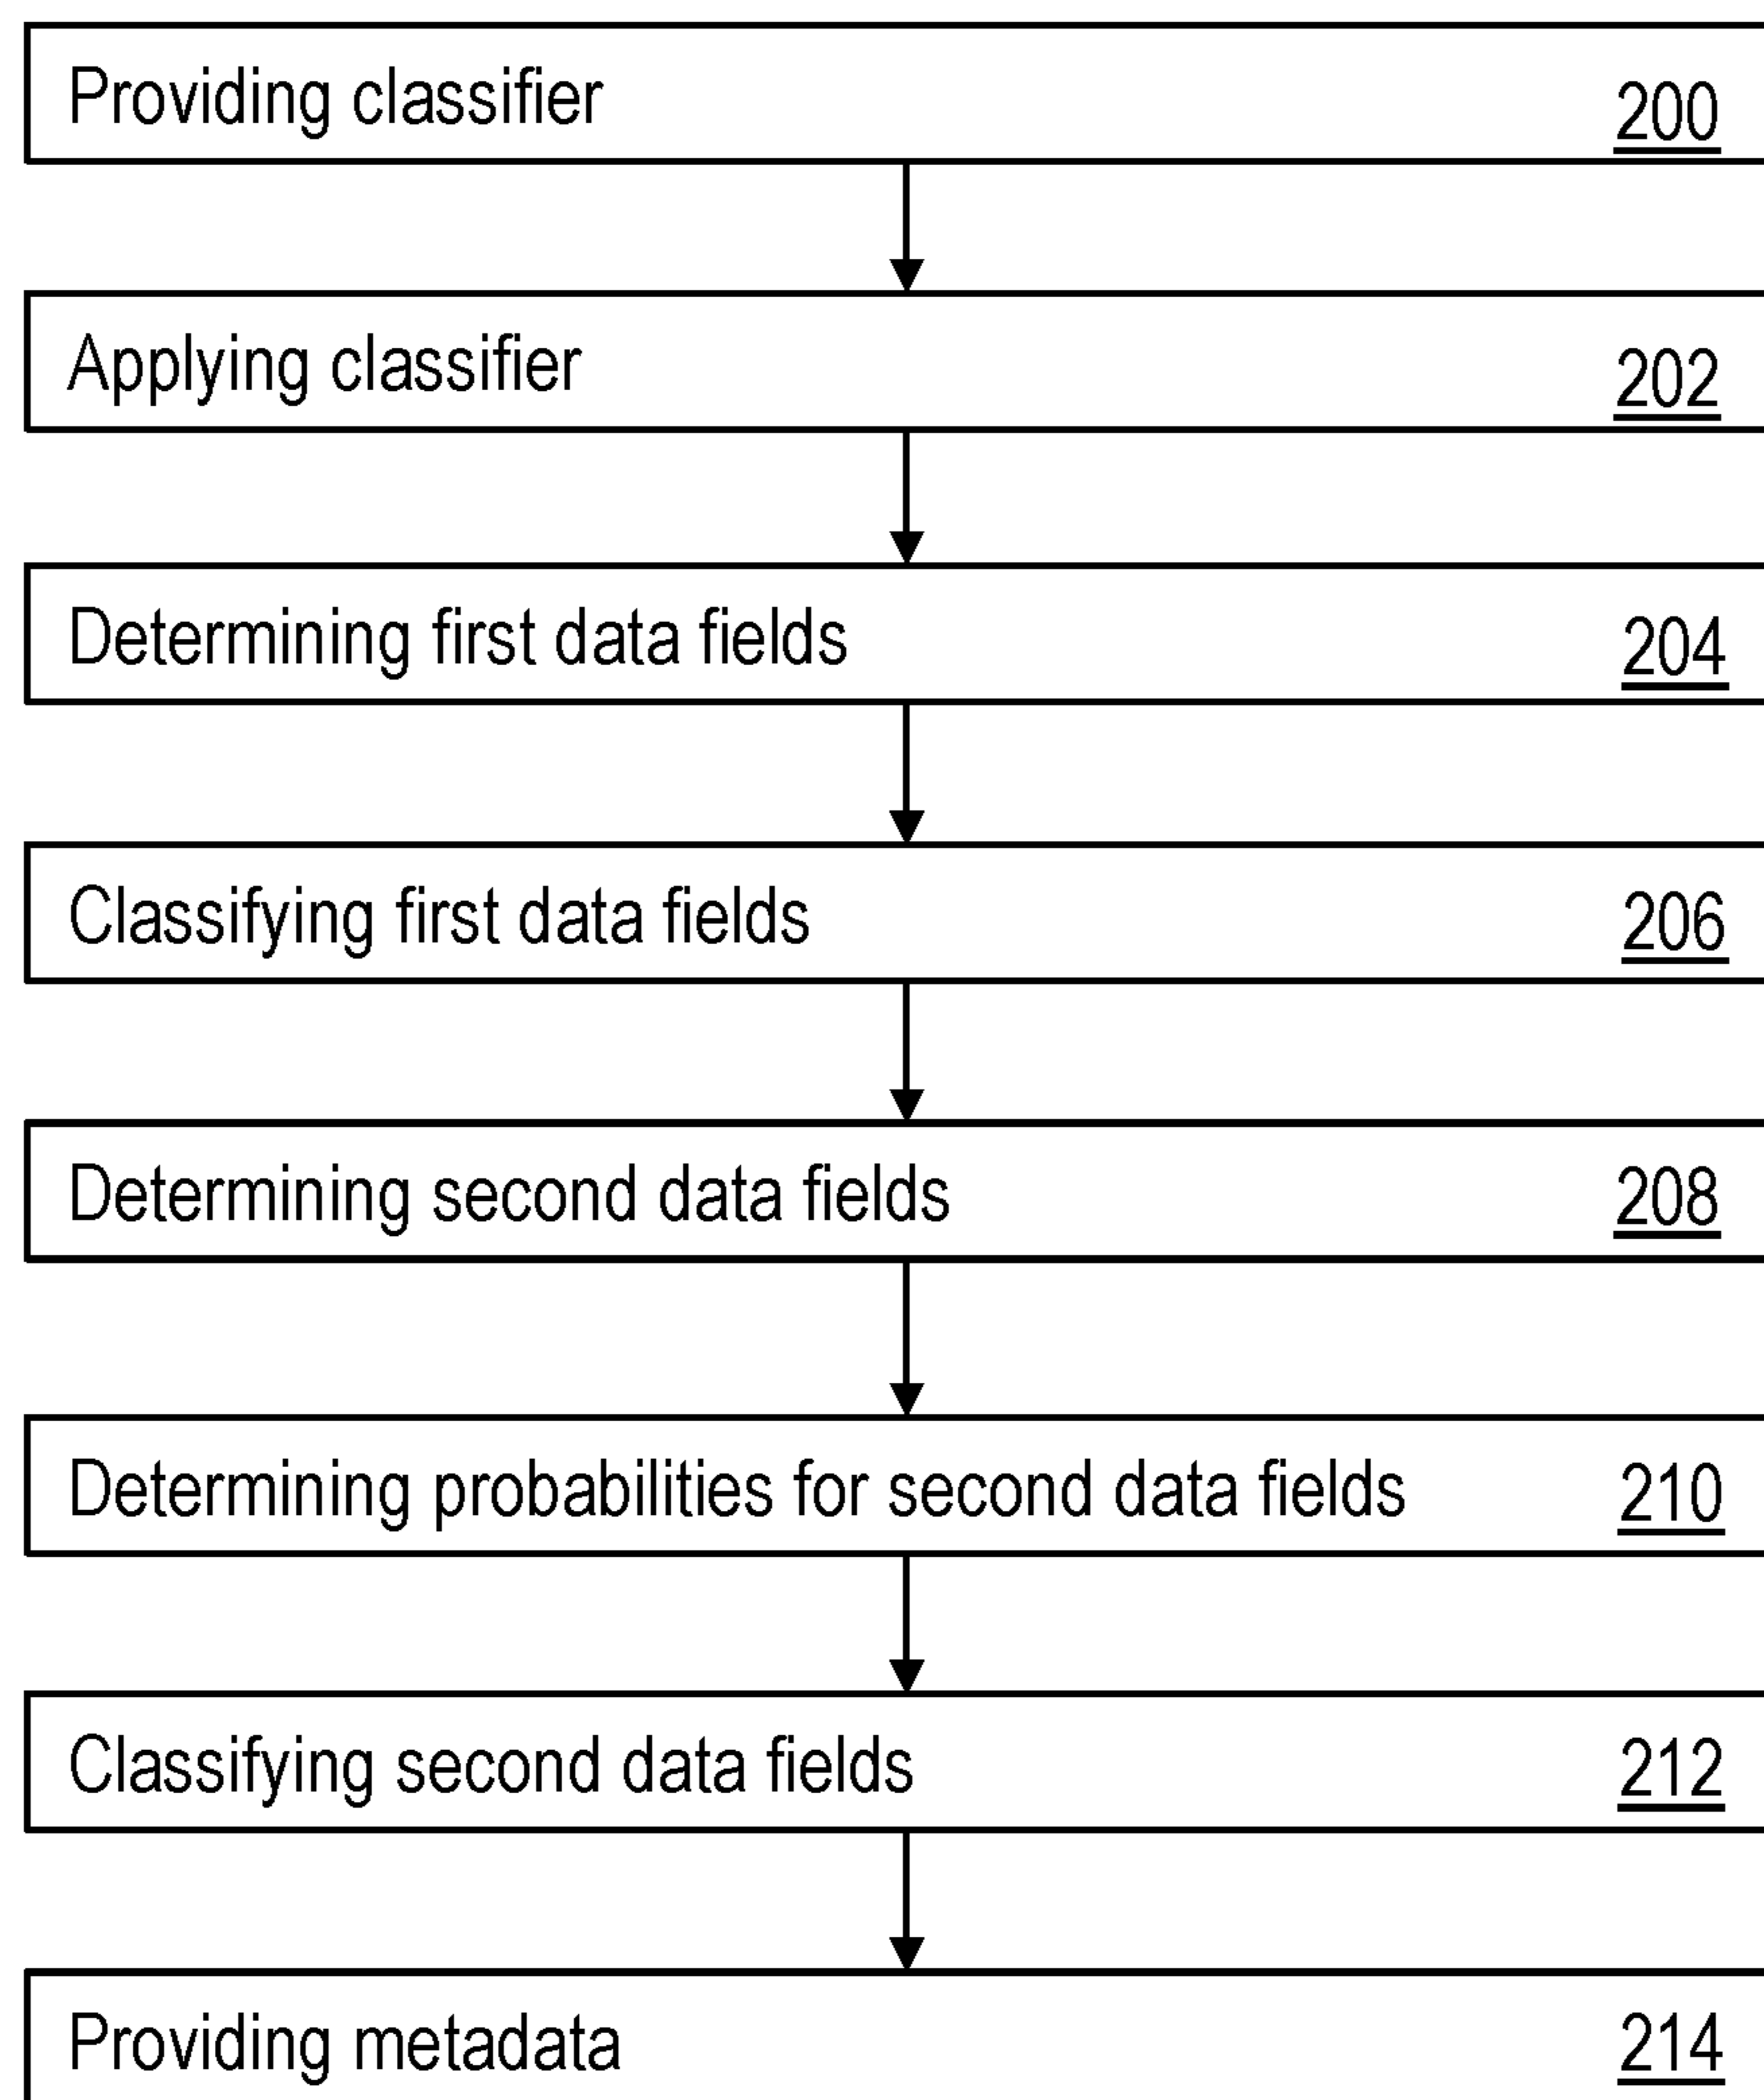 Providing classifier 200
Applying classifier 202
Determining first data fields 204
Classifying first data fields 206
Determining second data fields 208
Determining probabilities for second data fields 210
Classifying second data fields 212
Providing metadata 214